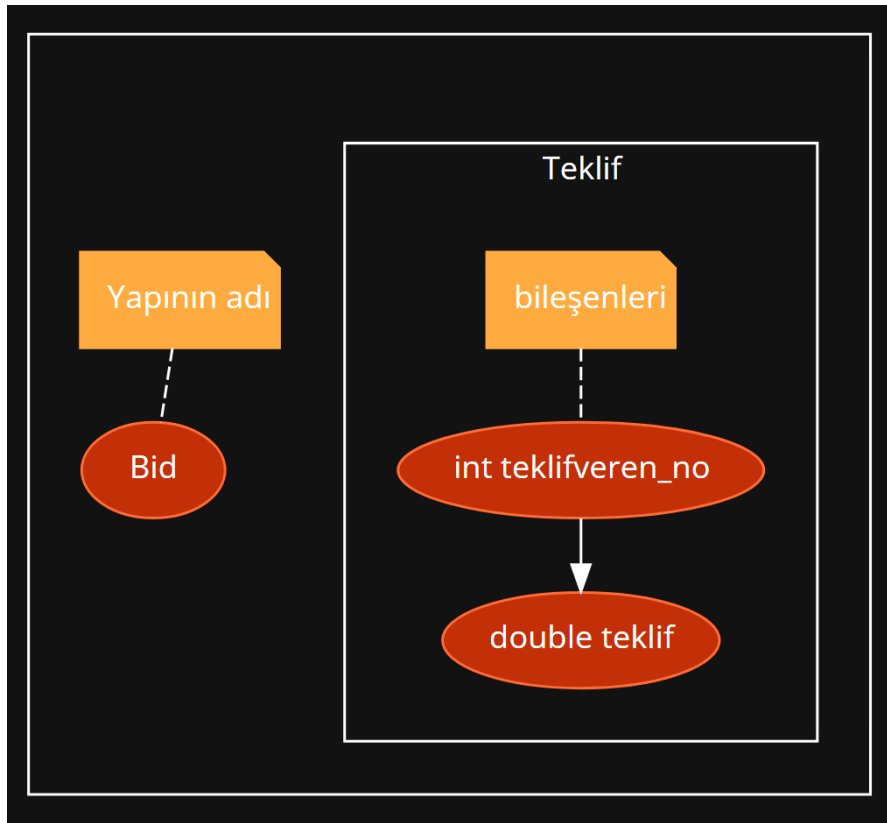 Teklif
Yapının adı
bileşenleri
Bid
int teklifveren_no
double teklif